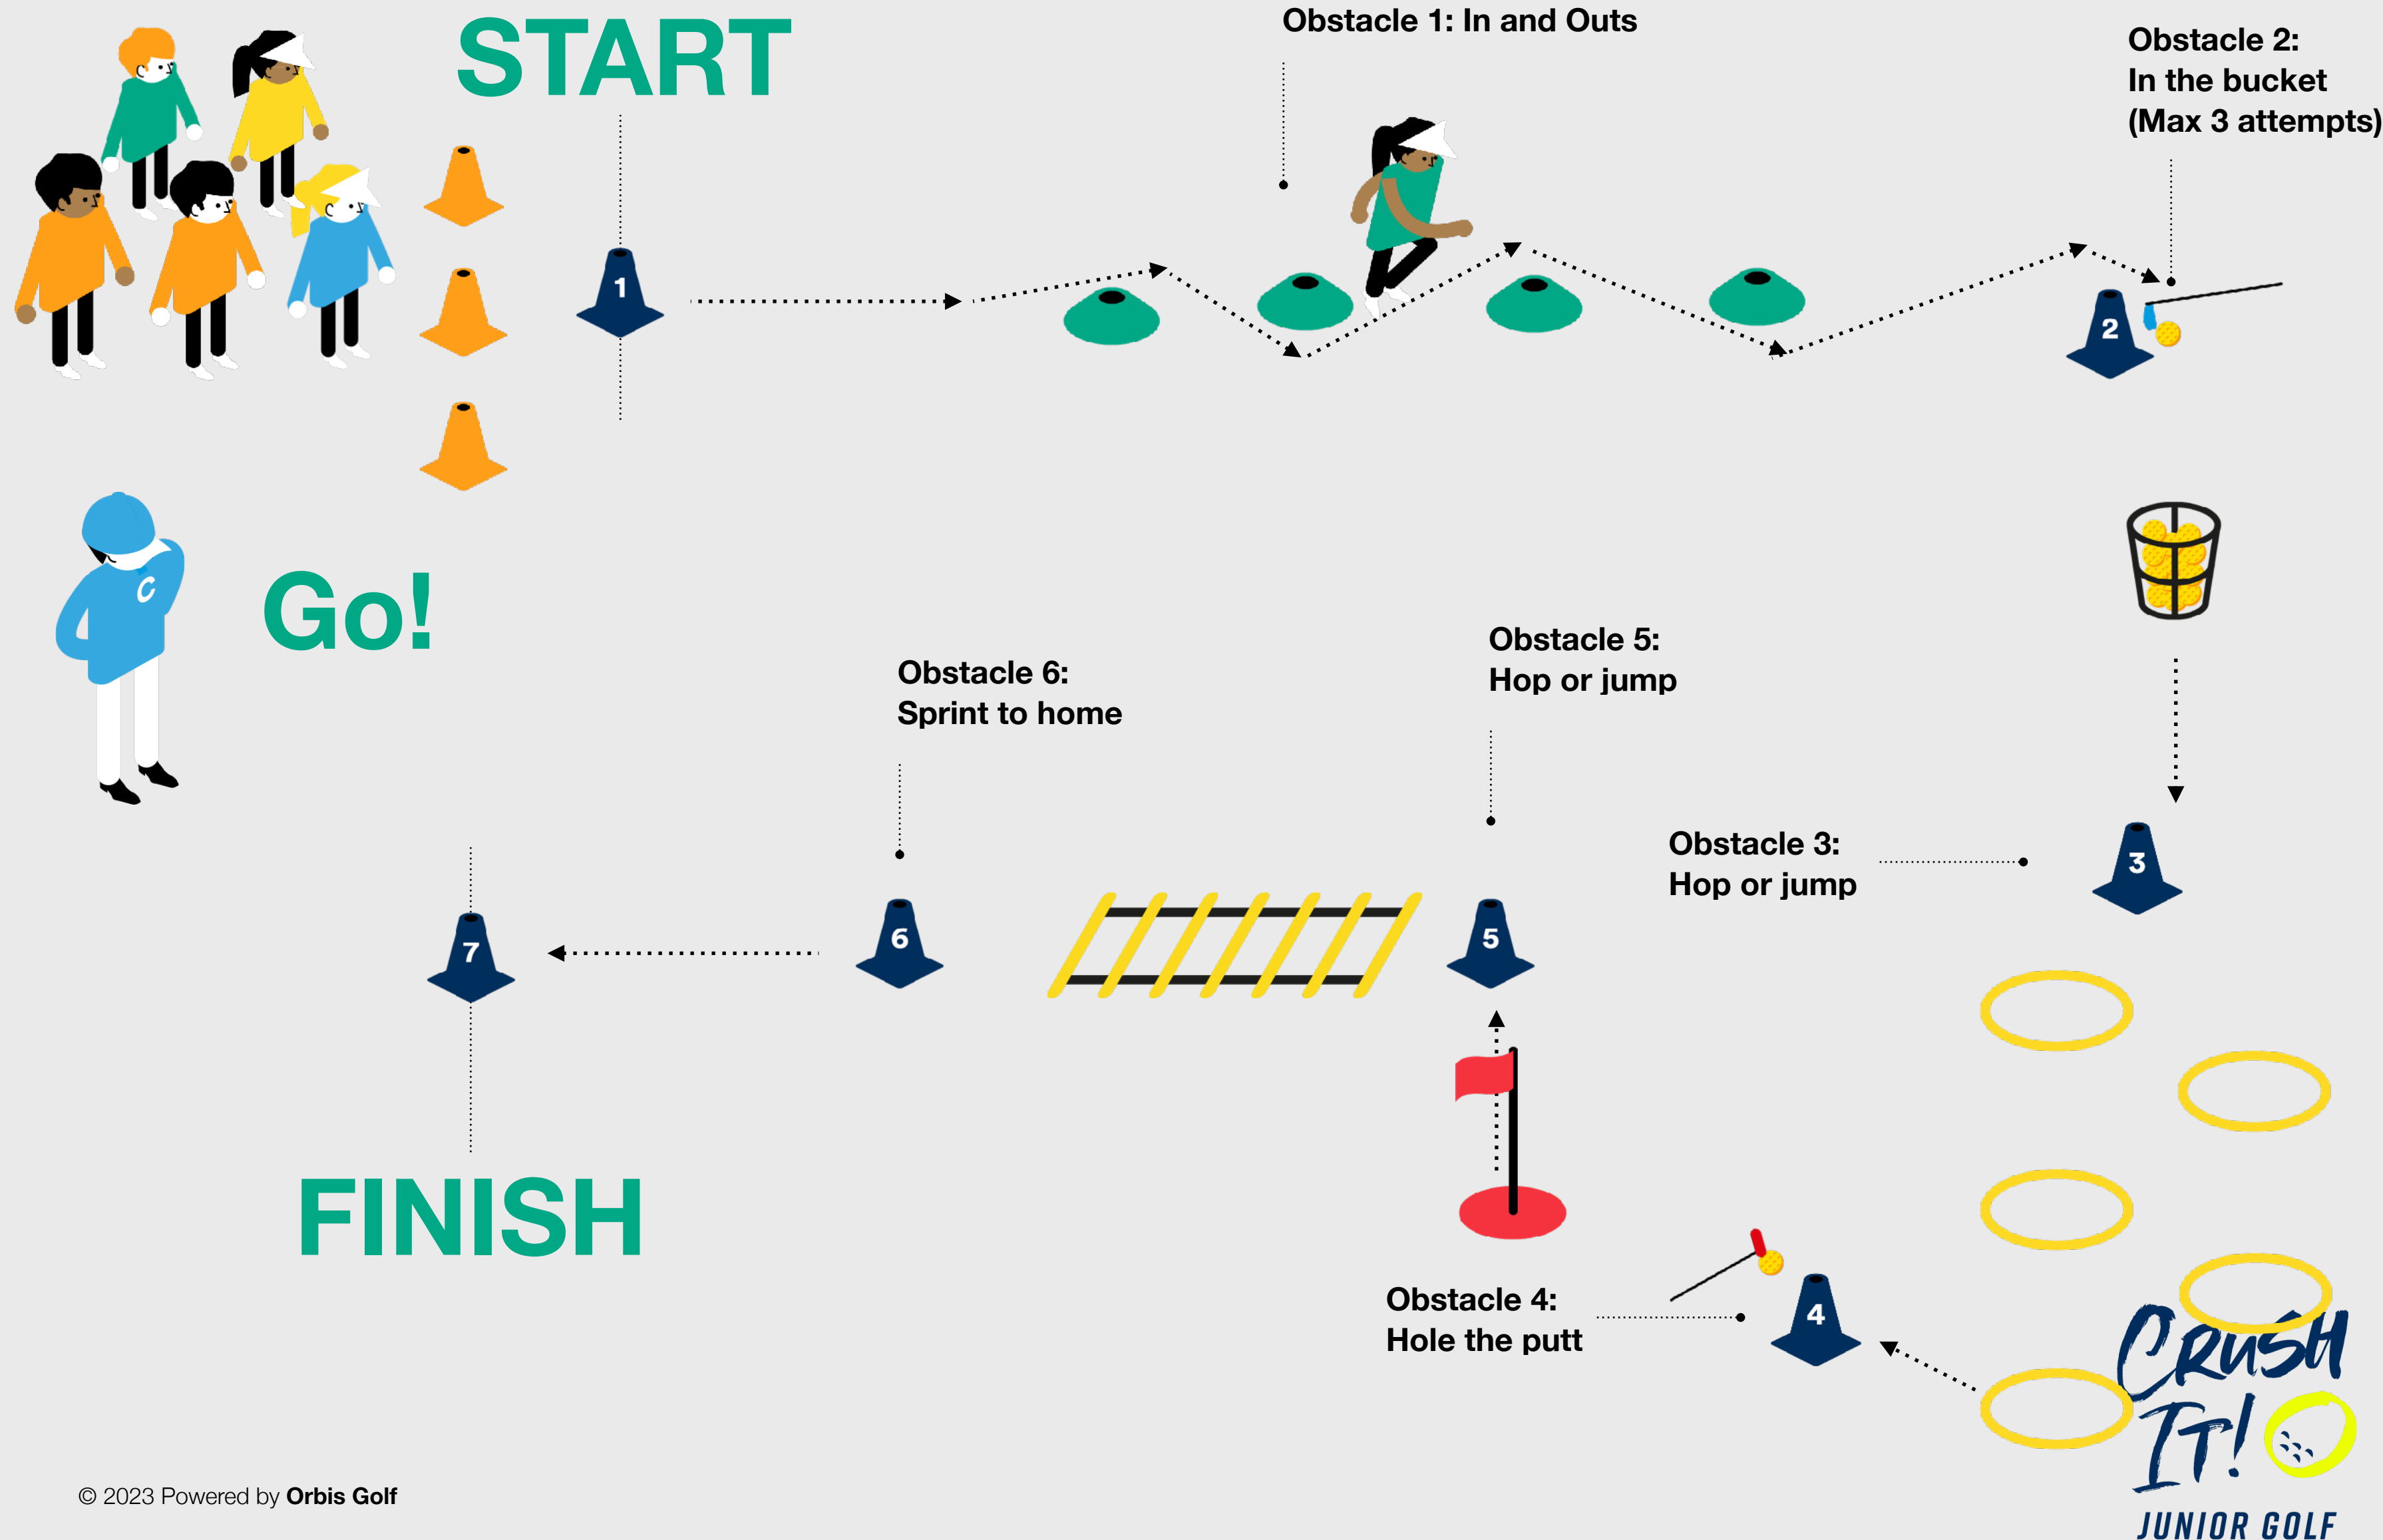 START
Obstacle 1: In and Outs
Obstacle 2:
In the bucket
(Max 3 attempts)
1
2
C
Go!
Obstacle 5:
Hop or jump
Obstacle 6:
Sprint to home
Obstacle 3:
Hop or jump
3
5
6
7
FINISH
Obstacle 4:
Hole the putt
4
CRUSH
IT!
JUNIOR GOLF
© 2023 Powered by Orbis Golf